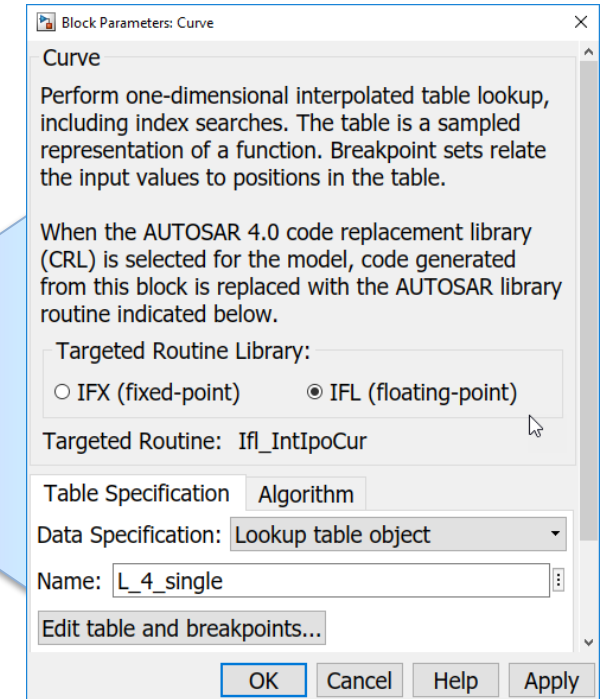 Block Parameters: Curve
Curve
Perform one-dimensional interpolated table lookup,
including index searches. The table is a sampled
representation of a function. Breakpoint sets relate
the input values to positions in the table.
When the AUTOSAR 4.0 code replacement library
(CRL) is selected for the model, code generated
from this block is replaced with the AUTOSAR library
routine indicated below.
Targeted Routine Library:
IFX (fixed-point) IFL (floating-point)
Targeted Routine: Ifl_IntIpoCur
Table Specification Algorithm
Data Specification: Lookup table object
Name: L_4_single
Edit table and breakpoints...
OK Cancel Help Apply